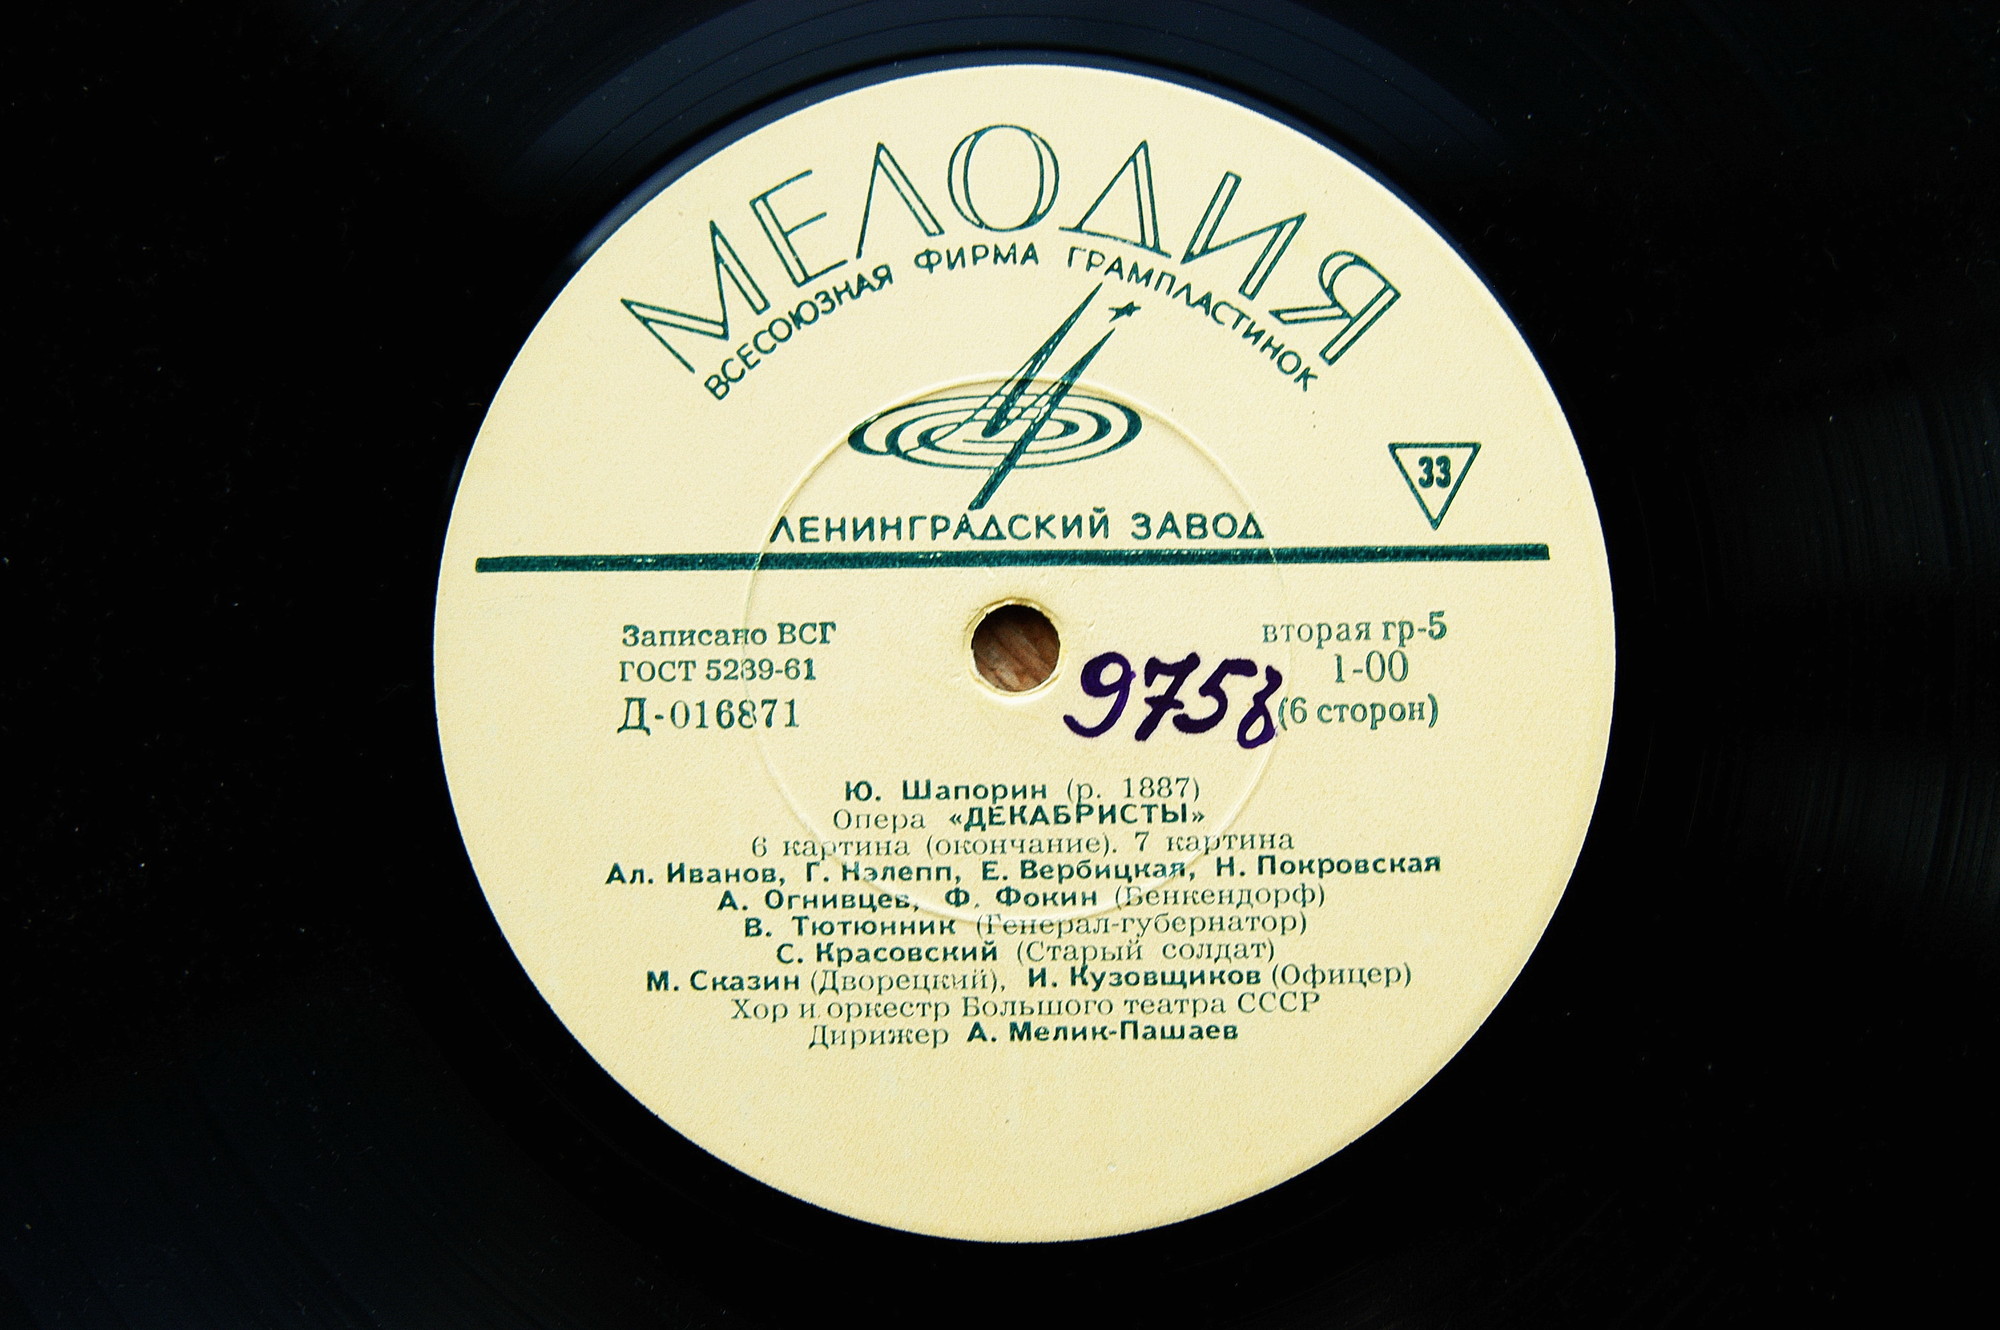 МЕЛОДИЯ
ВСЕСОЮЗНАЯ ФИРМА ГРАМПЛАСТИНОК
33
ЛЕНИНГРАДСКИЙ ЗАВОД
Записано ВСГ
ГОСТ 5289-61
Д-016871
вторая гр-5
1-00
(6 сторон)
975
Ю. Шапорин (р. 1887)
Опера «ДЕКАБРИСТЫ»
6 картина (окончание). 7 картина
Ал. Иванов, Г. Нэлепп, Е. Вербицкая, Н. Покровская
А. Огнивцев, Ф. Фокин (Бенкендорф)
В. Тютюнник (Генерал-губернатор)
С. Красовский (Старый солдат)
М. Сказин (Дворецкий), И. Кузовщиков (Офицер)
Хор и оркестр Большого театра СССР
Дирижер А. Мелик-Пашаев